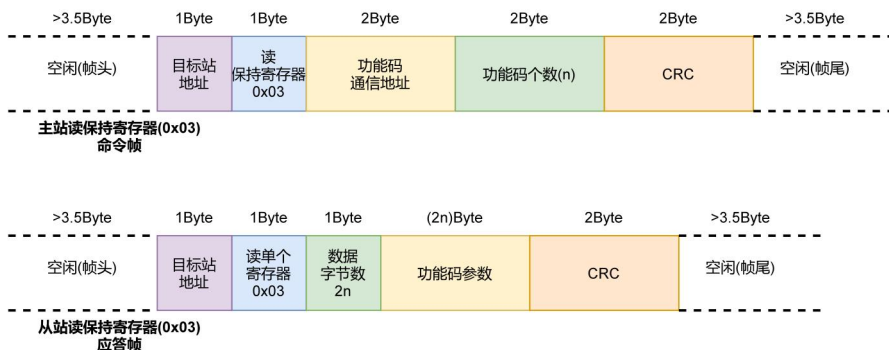 >3.5Byte 1Byte 1Byte 2Byte 2Byte 2Byte >3.5Byte
空闲(帧头)
目标站
地址
读
保持寄存器
0x03
功能码
通信地址
功能码个数(n)
CRC
空闲(帧尾)
主站读保持寄存器(0x03)
命令帧
>3.5Byte 1Byte 1Byte 1Byte (2n)Byte 2Byte >3.5Byte
空闲(帧头)
目标站
地址
读单个
寄存器
0x03
数据
字节数
2n
功能码参数
CRC
空闲(帧尾)
从站读保持寄存器(0x03)
应答帧